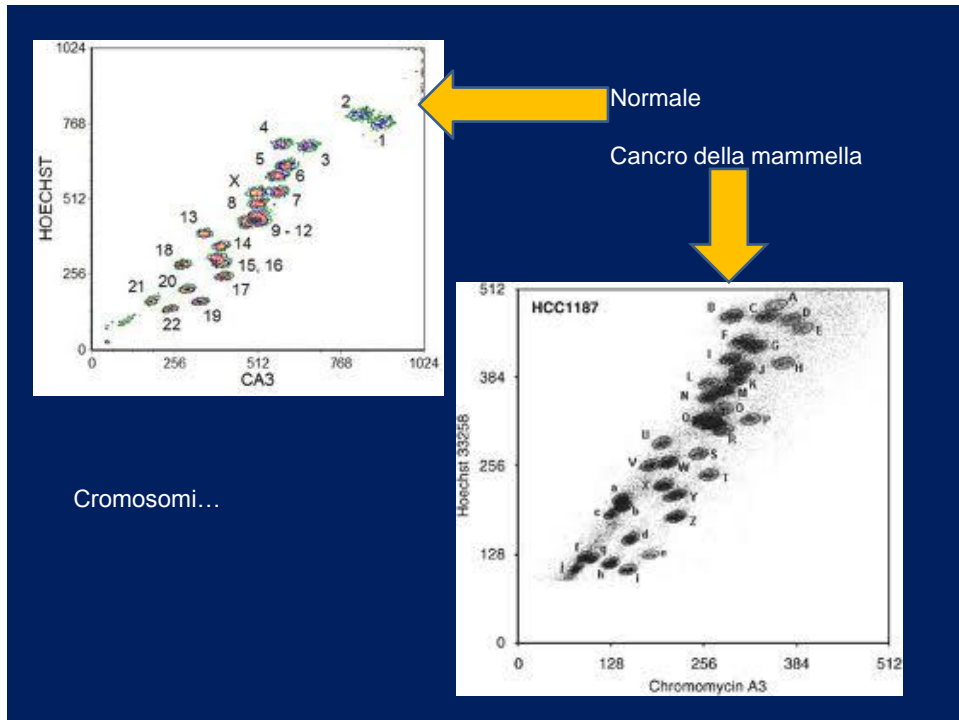 1024
768
512
256
0
HOECHST
0
256
512
768
1024
CA3
2
1
4
3
5
6
X
7
8
9 - 12
13
14
18
15, 16
20
17
21
19
22
Normale
Cancro della mammella
Cromosomi…
512
384
256
128
0
Hoechst 33258
0
128
256
384
512
Chromomycin A3
HCC1187
A
B
C
D
E
F
G
I
J
H
L
K
N
M
O
Q
P
R
U
S
V
W
T
X
Y
a
b
c
Z
d
f
g
e
h
i
j